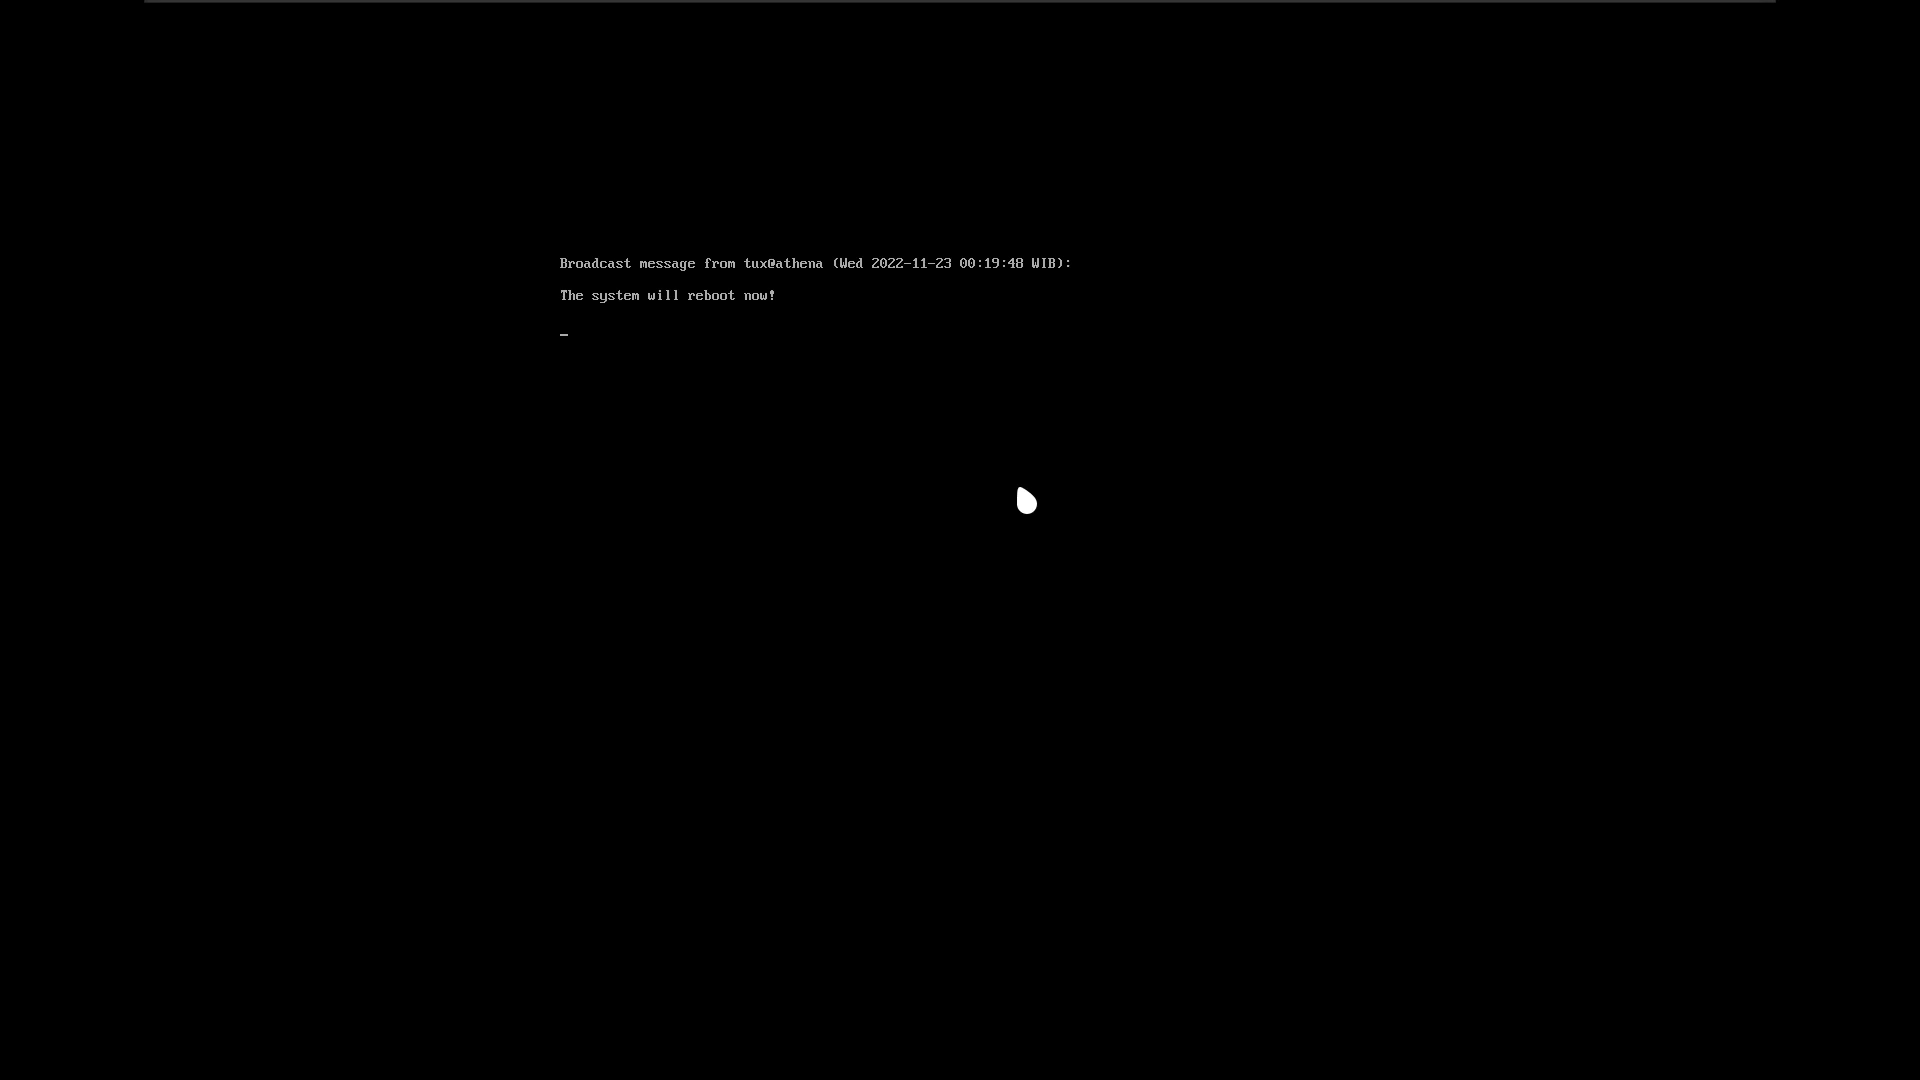 Broadcast message from tux@athena (Wed 2022-11-23 00:19:48 WIB):
The system will reboot now!